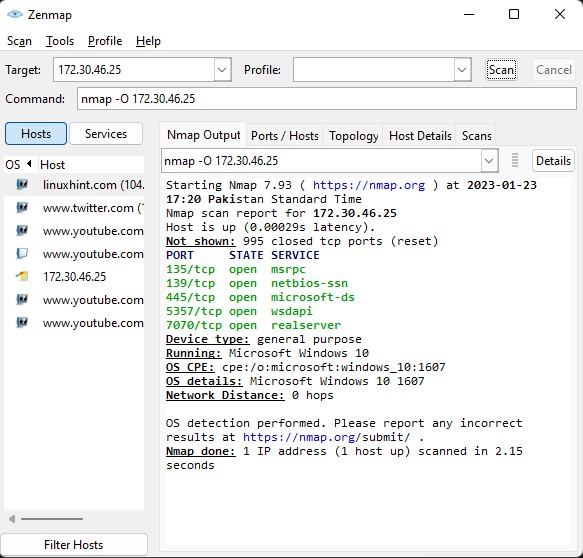 Zenmap
Scan Tools Profile Help
Target: 172.30.46.25 Profile: Scan Cancel
Command: nmap -O 172.30.46.25
Hosts Services
Nmap Output Ports / Hosts Topology Host Details Scans
OS Host
linuxhint.com (104.
www.twitter.com (
www.youtube.com
www.youtube.com
172.30.46.25
www.youtube.com
www.youtube.com
Filter Hosts
nmap -O 172.30.46.25 Details
Starting Nmap 7.93 ( https://nmap.org ) at 2023-01-23
17:20 Pakistan Standard Time
Nmap scan report for 172.30.46.25
Host is up (0.00029s latency).
Not shown: 995 closed tcp ports (reset)
PORT STATE SERVICE
135/tcp open msrpc
139/tcp open netbios-ssn
445/tcp open microsoft-ds
5357/tcp open wsdapi
7070/tcp open realserver
Device type: general purpose
Running: Microsoft Windows 10
OS CPE: cpe:/o:microsoft:windows_10:1607
OS details: Microsoft Windows 10 1607
Network Distance: 0 hops
OS detection performed. Please report any incorrect
results at https://nmap.org/submit/ .
Nmap done: 1 IP address (1 host up) scanned in 2.15
seconds